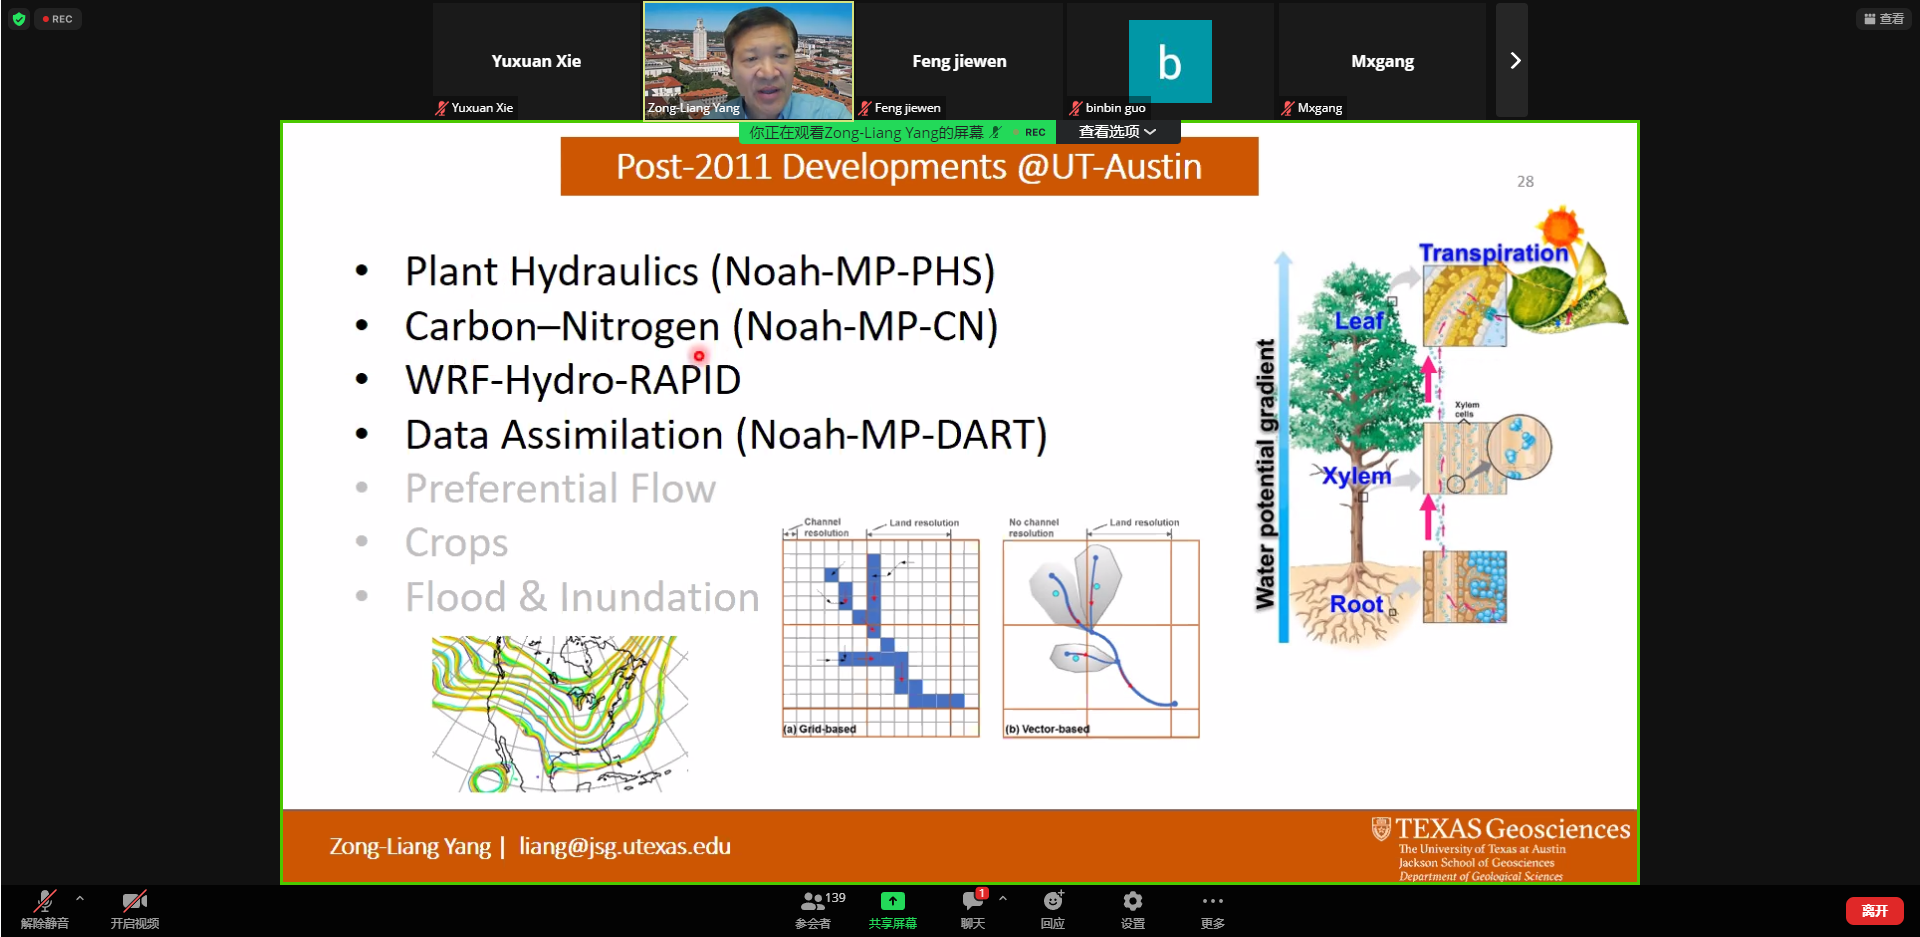 REC
查看
Yuxuan Xie
Feng jiewen
b
Mxgang
Yuxuan Xie
Zong-Liang Yang
Feng jiewen
binbin guo
Mxgang
你正在观看Zong-Liang Yang的屏幕
REC
查看选项
Post-2011 Developments @UT-Austin
28
• Plant Hydraulics (Noah-MP-PHS)
• Carbon–Nitrogen (Noah-MP-CN)
• WRF-Hydro-RAPID
• Data Assimilation (Noah-MP-DART)
• Preferential Flow
• Crops
• Flood & Inundation
Channel resolution
Land resolution
(a) Grid-based
No channel resolution
Land resolution
(b) Vector-based
Water potential gradient
Transpiration
Leaf
Xylem cells
Xylem
Root
Zong-Liang Yang | liang@jsg.utexas.edu
TEXAS Geosciences
The University of Texas at Austin
Jackson School of Geosciences
Department of Geological Sciences
解除静音
开启视频
139
参会者
共享屏幕
1
聊天
回应
设置
更多
离开